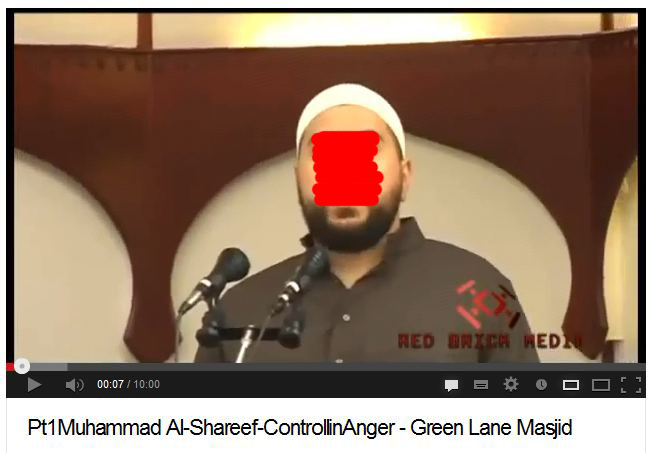 RED BRICK MEDIA
00:07 / 10:00
Pt1Muhammad Al-Shareef-ControllinAnger - Green Lane Masjid